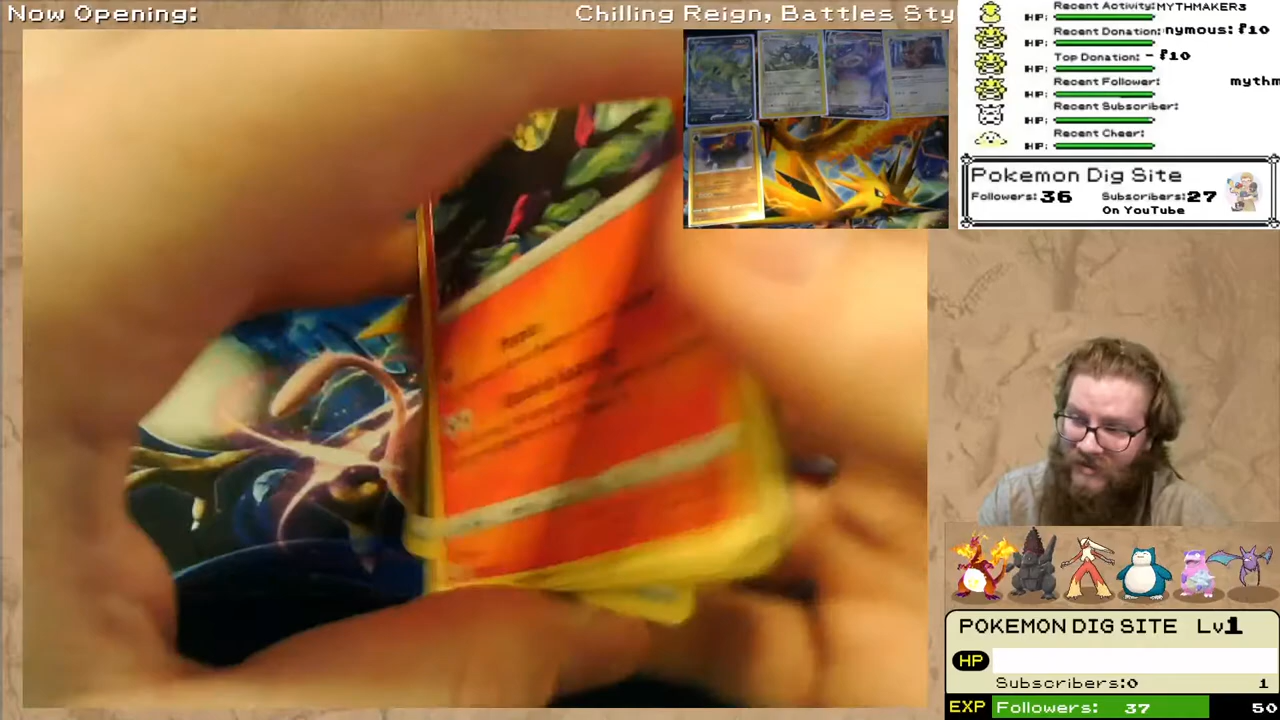 Now Opening:
Chilling Reign, Battles Sty
Recent Activity: MYTHMAKER3
HP:
Recent Donation: nymous: £10
HP:
Top Donation: - £10
HP:
Recent Follower: mythm
HP:
Recent Subscriber:
HP:
Recent Cheer:
HP:
Pokemon Dig Site
Followers: 36 Subscribers: 27
On YouTube
POKEMON DIG SITE Lv1
HP
Subscribers:0 1
EXP Followers: 37 50